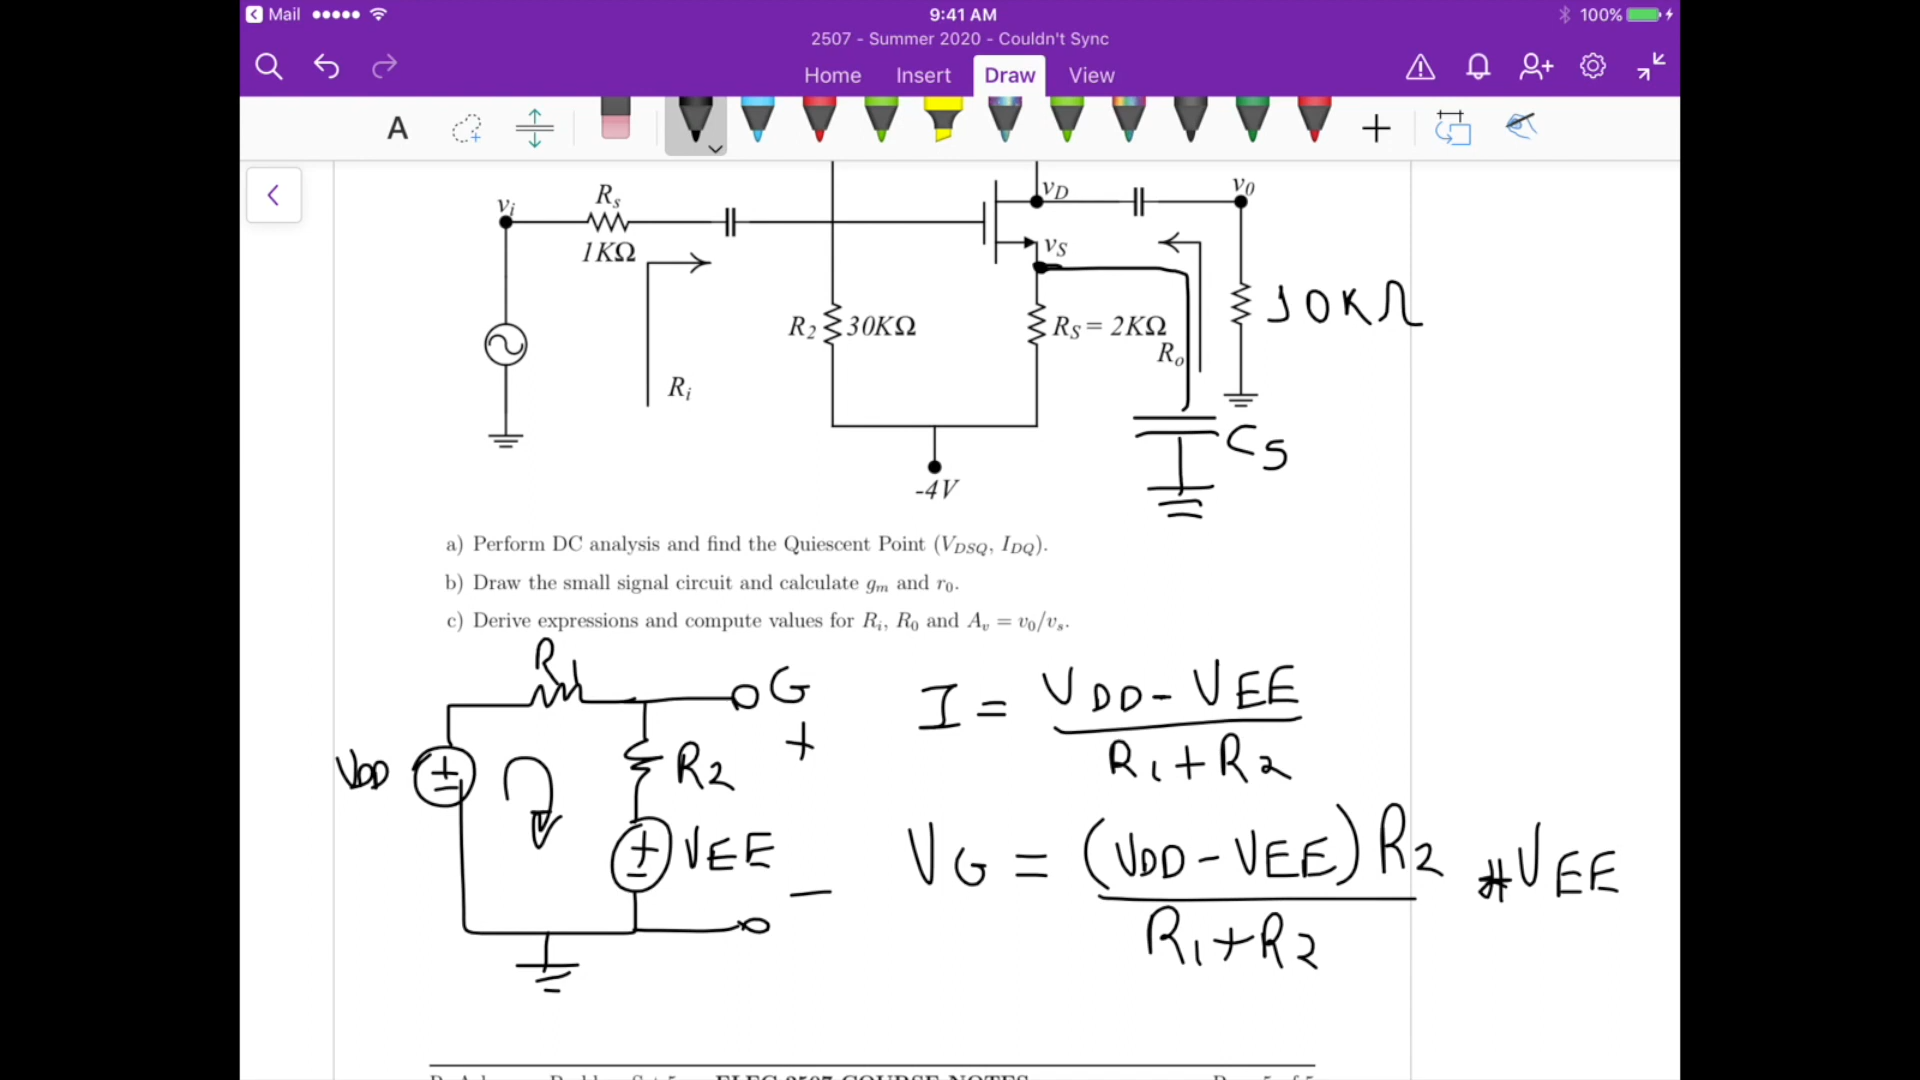 Mail 9:41 AM 100%
2507 - Summer 2020 - Couldn't Sync
Home Insert Draw View
A
vi Rs vD v0
1KΩ vS
R2 30KΩ RS = 2KΩ 10KΩ
Ro
Ri
CS
-4V
a) Perform DC analysis and find the Quiescent Point (VDSQ, IDQ).
b) Draw the small signal circuit and calculate gm and r0.
c) Derive expressions and compute values for Ri, R0 and Av = v0/vs.
R1 G I = VDD - VEE
+ R1 + R2
VDD + - R2
+ - VEE VG = (VDD - VEE) R2 + VEE
- R1 + R2